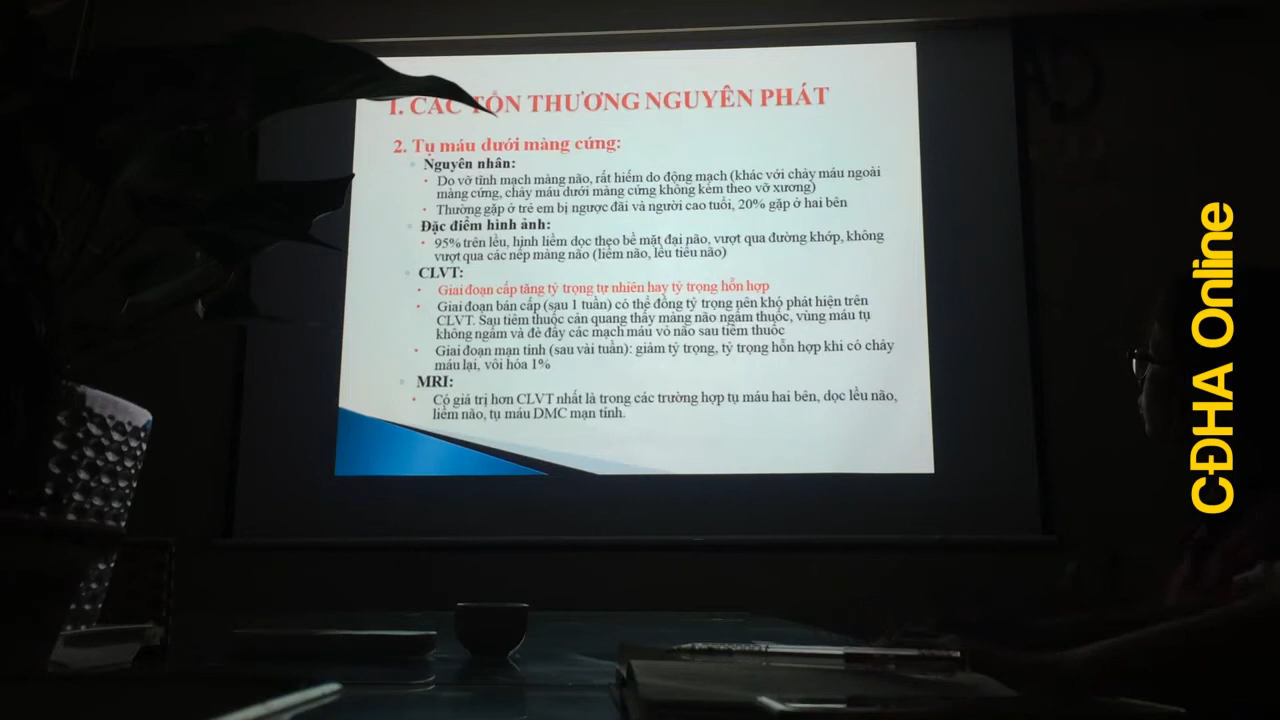 I. CÁC TỔN THƯƠNG NGUYÊN PHÁT
2. Tụ máu dưới màng cứng:
Nguyên nhân:
Do vỡ tĩnh mạch màng não, rất hiếm do động mạch (khác với chảy máu ngoài
màng cứng, chảy máu dưới màng cứng không kèm theo vỡ xương)
Thường gặp ở trẻ em bị ngược đãi và người cao tuổi, 20% gặp ở hai bên
Đặc điểm hình ảnh:
95% trên lều, hình liềm dọc theo bề mặt đại não, vượt qua đường khớp, không
vượt qua các nếp màng não (liềm não, lều tiểu não)
CLVT:
Giai đoạn cấp tăng tỷ trọng tự nhiên hay tỷ trọng hỗn hợp
Giai đoạn bán cấp (sau 1 tuần) có thể đồng tỷ trọng nên khó phát hiện trên
CLVT. Sau tiêm thuốc cản quang thấy màng não ngấm thuốc, vùng máu tụ
không ngấm và đè đẩy các mạch máu vỏ não sau tiêm thuốc
Giai đoạn mạn tính (sau vài tuần): giảm tỷ trọng, tỷ trọng hỗn hợp khi có chảy
máu lại, vôi hóa 1%
MRI:
Có giá trị hơn CLVT nhất là trong các trường hợp tụ máu hai bên, dọc lều não,
liềm não, tụ máu DMC mạn tính.
CĐHA Online